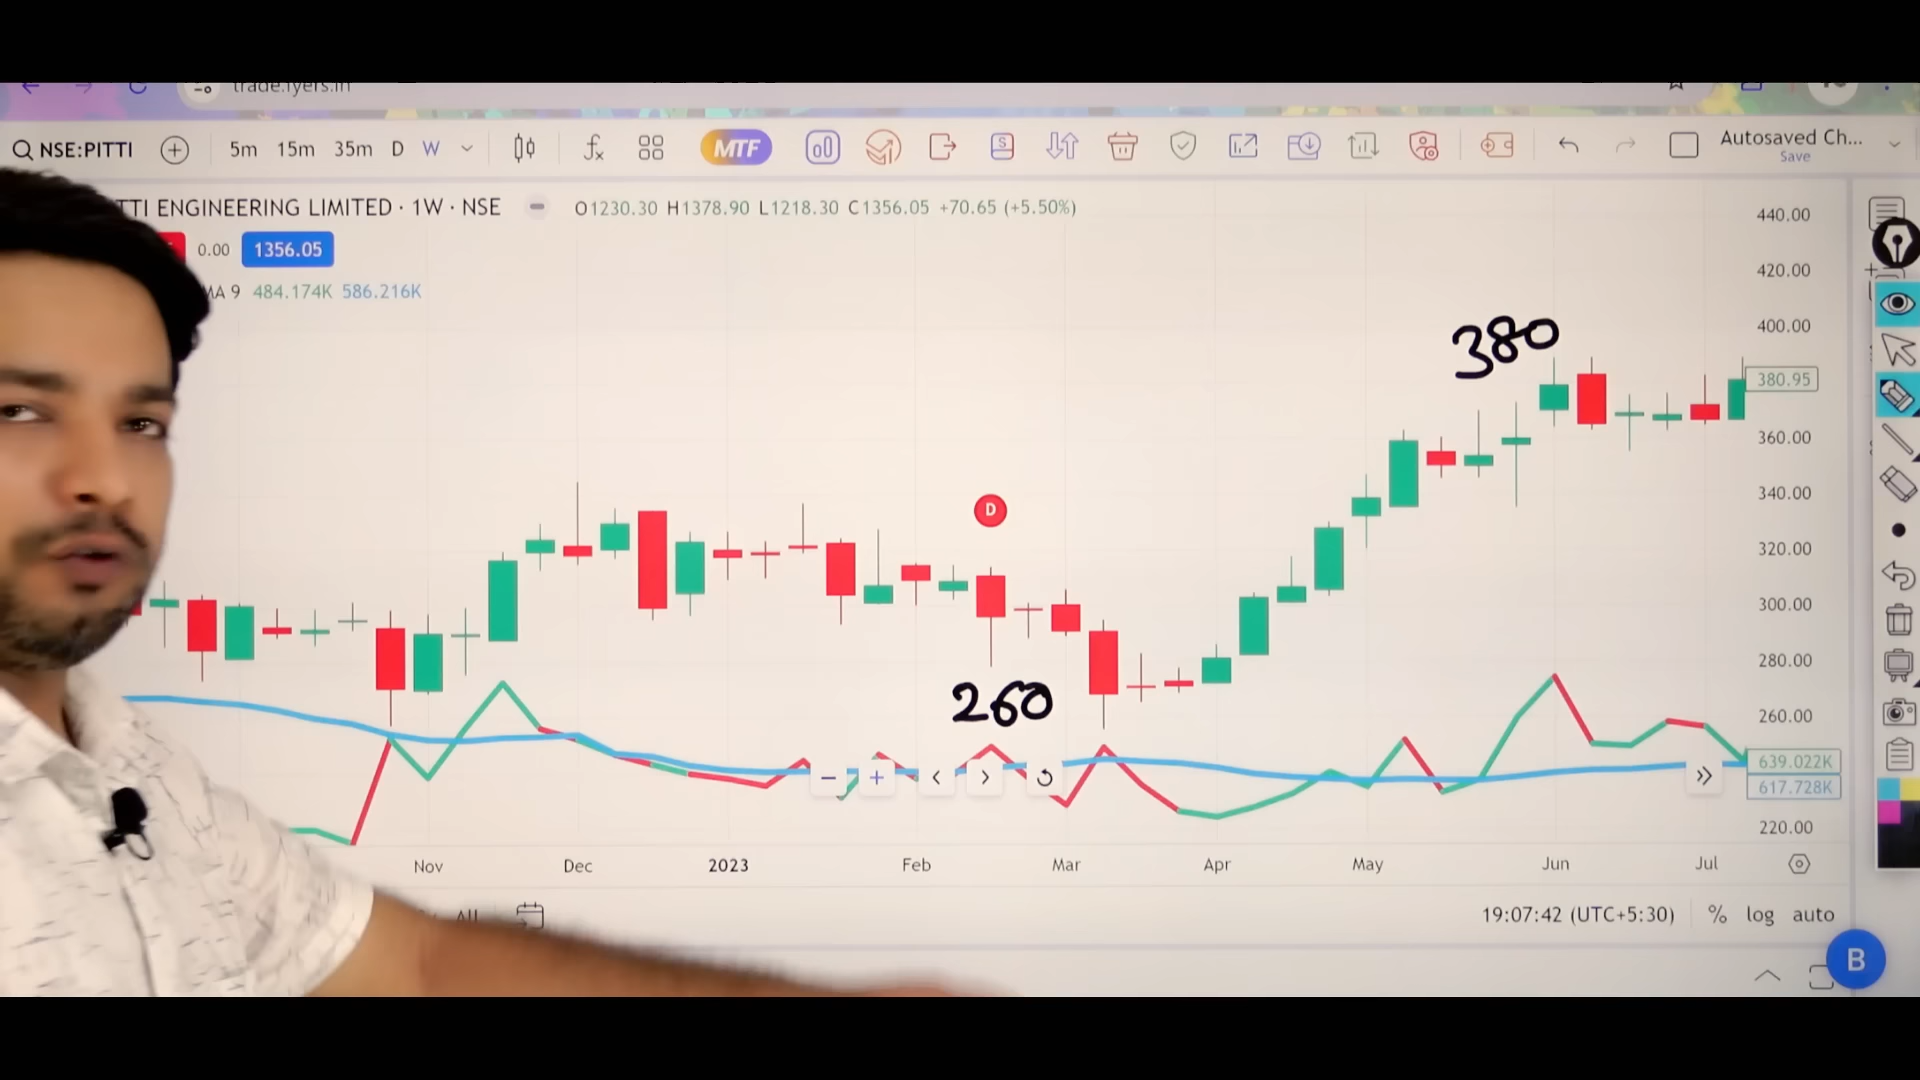 trade.fyers.in
NSE:PITTI 5m 15m 35m D W MTF S Autosaved Ch...
Save
TTI ENGINEERING LIMITED · 1W · NSE O1230.30 H1378.90 L1218.30 C1356.05 +70.65 (+5.50%)
0.00 1356.05
MA 9 484.174K 586.216K
440.00
420.00
400.00
380.95
360.00
340.00
320.00
300.00
280.00
260.00
639.022K
617.728K
220.00
380
D
260
Nov Dec 2023 Feb Mar Apr May Jun Jul
All 19:07:42 (UTC+5:30) % log auto
B